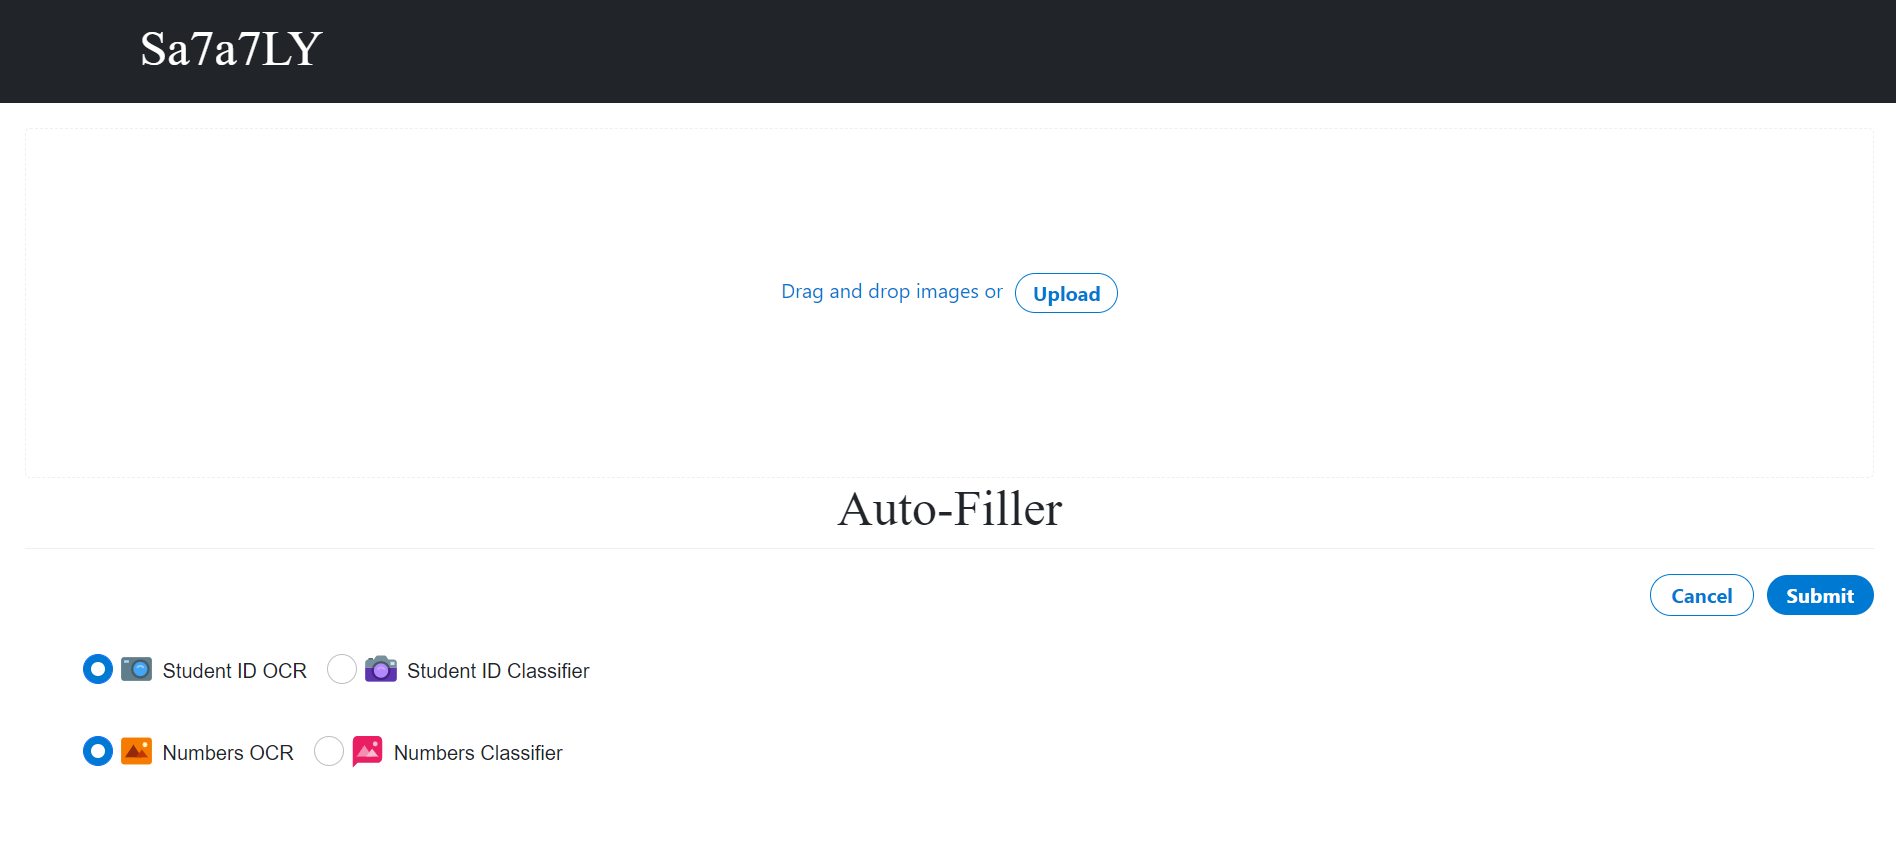 Sa7a7LY
Drag and drop images or Upload
Auto-Filler
Cancel Submit
Student ID OCR Student ID Classifier
Numbers OCR Numbers Classifier